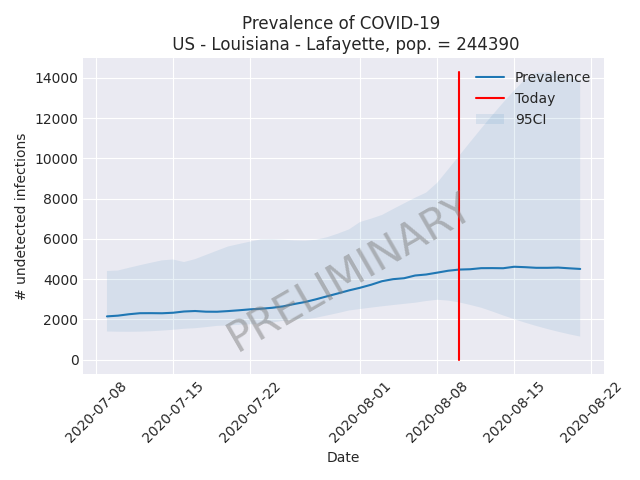 Prevalence of COVID-19
US - Louisiana - Lafayette, pop. = 244390
14000
12000
10000
8000
6000
4000
2000
0
# undetected infections
Prevalence
Today
95CI
PRELIMINARY
2020-07-08
2020-07-15
2020-07-22
2020-08-01
2020-08-08
2020-08-15
2020-08-22
Date